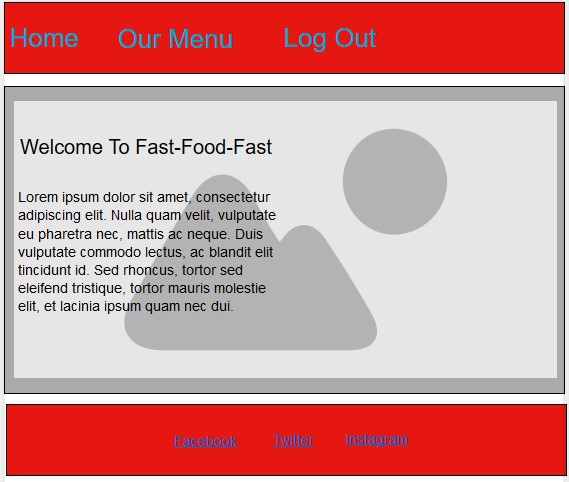 Home Our Menu Log Out
Welcome To Fast-Food-Fast
Lorem ipsum dolor sit amet, consectetur
adipiscing elit. Nulla quam velit, vulputate
eu pharetra nec, mattis ac neque. Duis
vulputate commodo lectus, ac blandit elit
tincidunt id. Sed rhoncus, tortor sed
eleifend tristique, tortor mauris molestie
elit, et lacinia ipsum quam nec dui.
Facebook Twitter Instagram